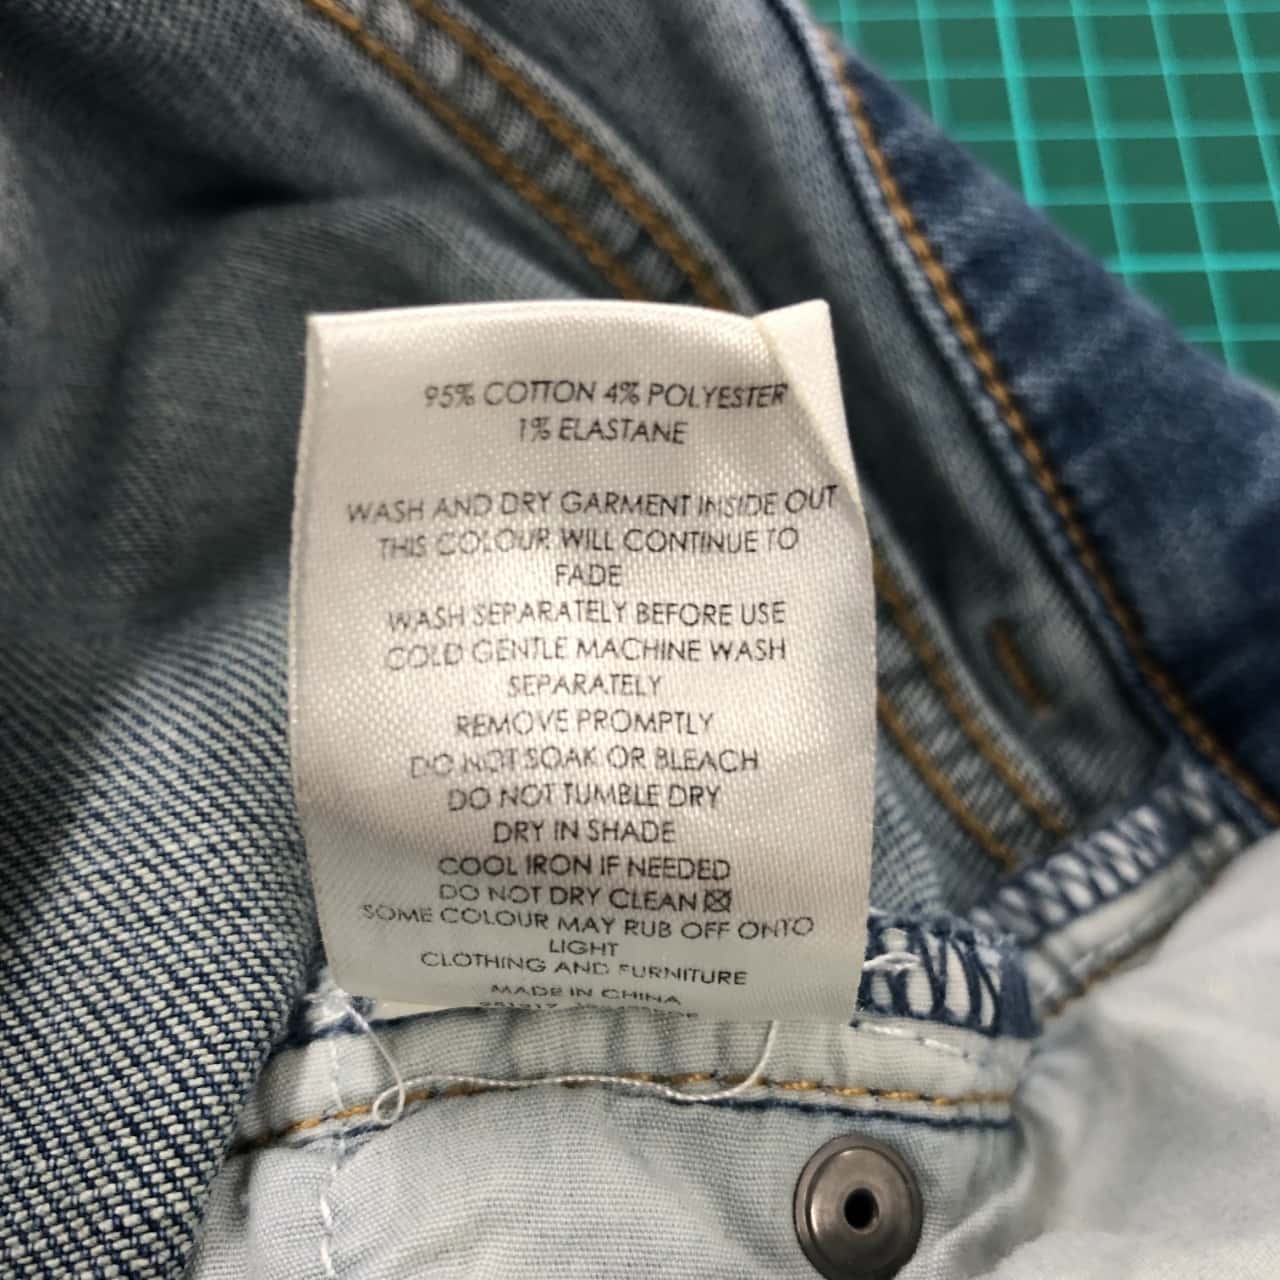 95% COTTON 4% POLYESTER
1% ELASTANE
WASH AND DRY GARMENT INSIDE OUT
THIS COLOUR WILL CONTINUE TO
FADE
WASH SEPARATELY BEFORE USE
COLD GENTLE MACHINE WASH
SEPARATELY
REMOVE PROMPTLY
DO NOT SOAK OR BLEACH
DO NOT TUMBLE DRY
DRY IN SHADE
COOL IRON IF NEEDED
DO NOT DRY CLEAN
SOME COLOUR MAY RUB OFF ONTO
LIGHT
CLOTHING AND FURNITURE
MADE IN CHINA